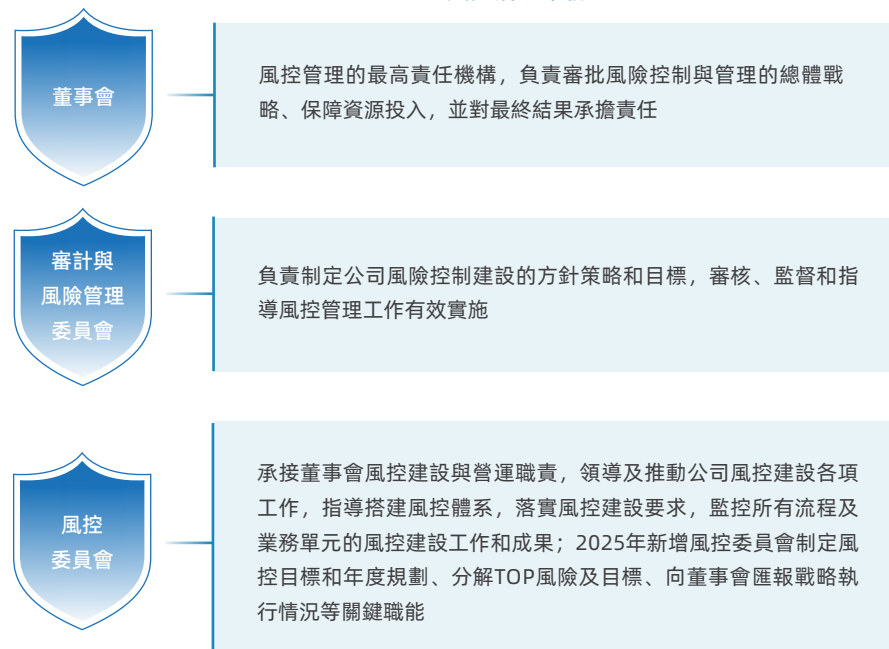 董事會
風控管理的最高責任機構，負責審批風險控制與管理的總體戰
略、保障資源投入，並對最終結果承擔責任
審計與
風險管理
委員會
負責制定公司風險控制建設的方針策略和目標，審核、監督和指
導風控管理工作有效實施
風控
委員會
承接董事會風控建設與營運職責，領導及推動公司風控建設各項
工作，指導搭建風控體系，落實風控建設要求，監控所有流程及
業務單元的風控建設工作和成果；2025年新增風控委員會制定風
控目標和年度規劃、分解TOP風險及目標、向董事會匯報戰略執
行情況等關鍵職能